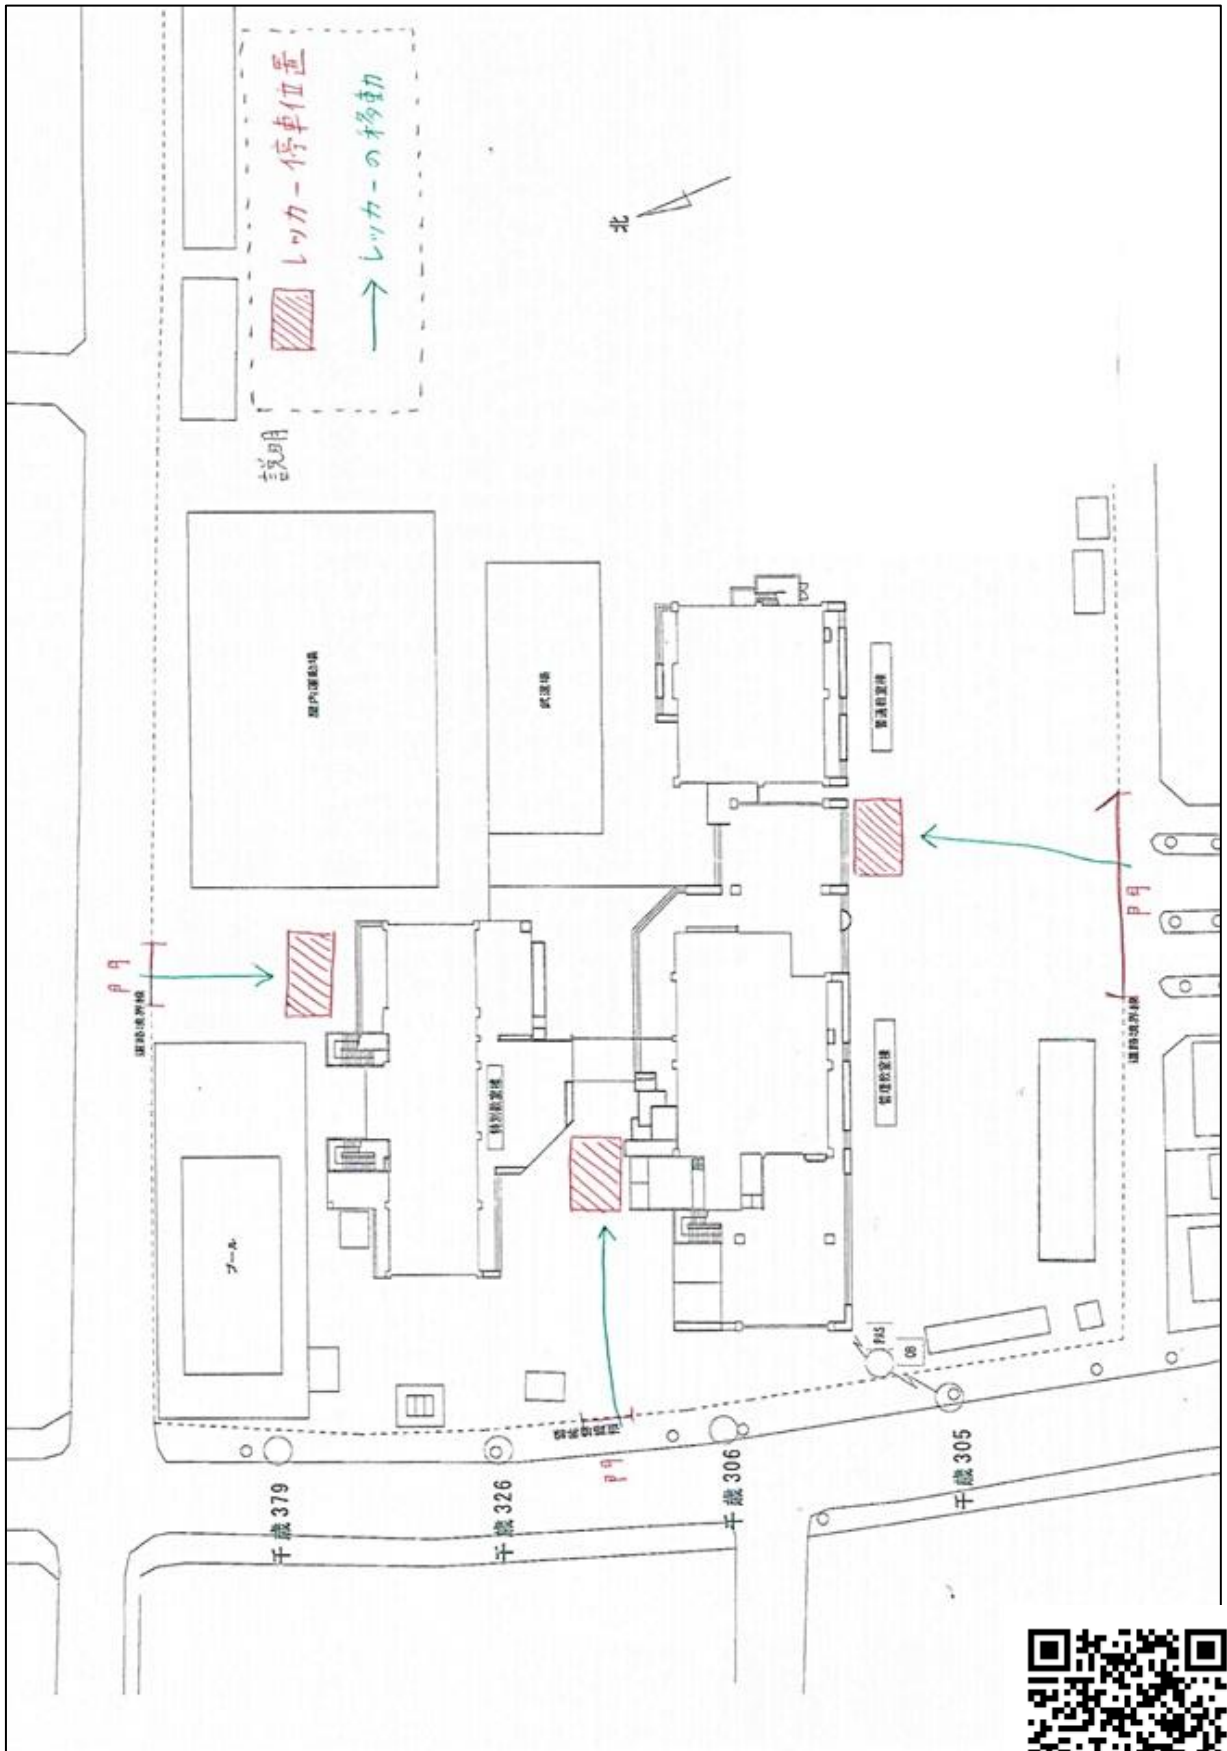 説明
レッカー停車位置
レッカーの移動
北
屋内運動場
武道場
普通教室棟
門
道路境界線
特別教室棟
管理教室棟
門
道路境界線
プール
PAS
CB
門
千歳379
千歳326
千歳306
千歳305